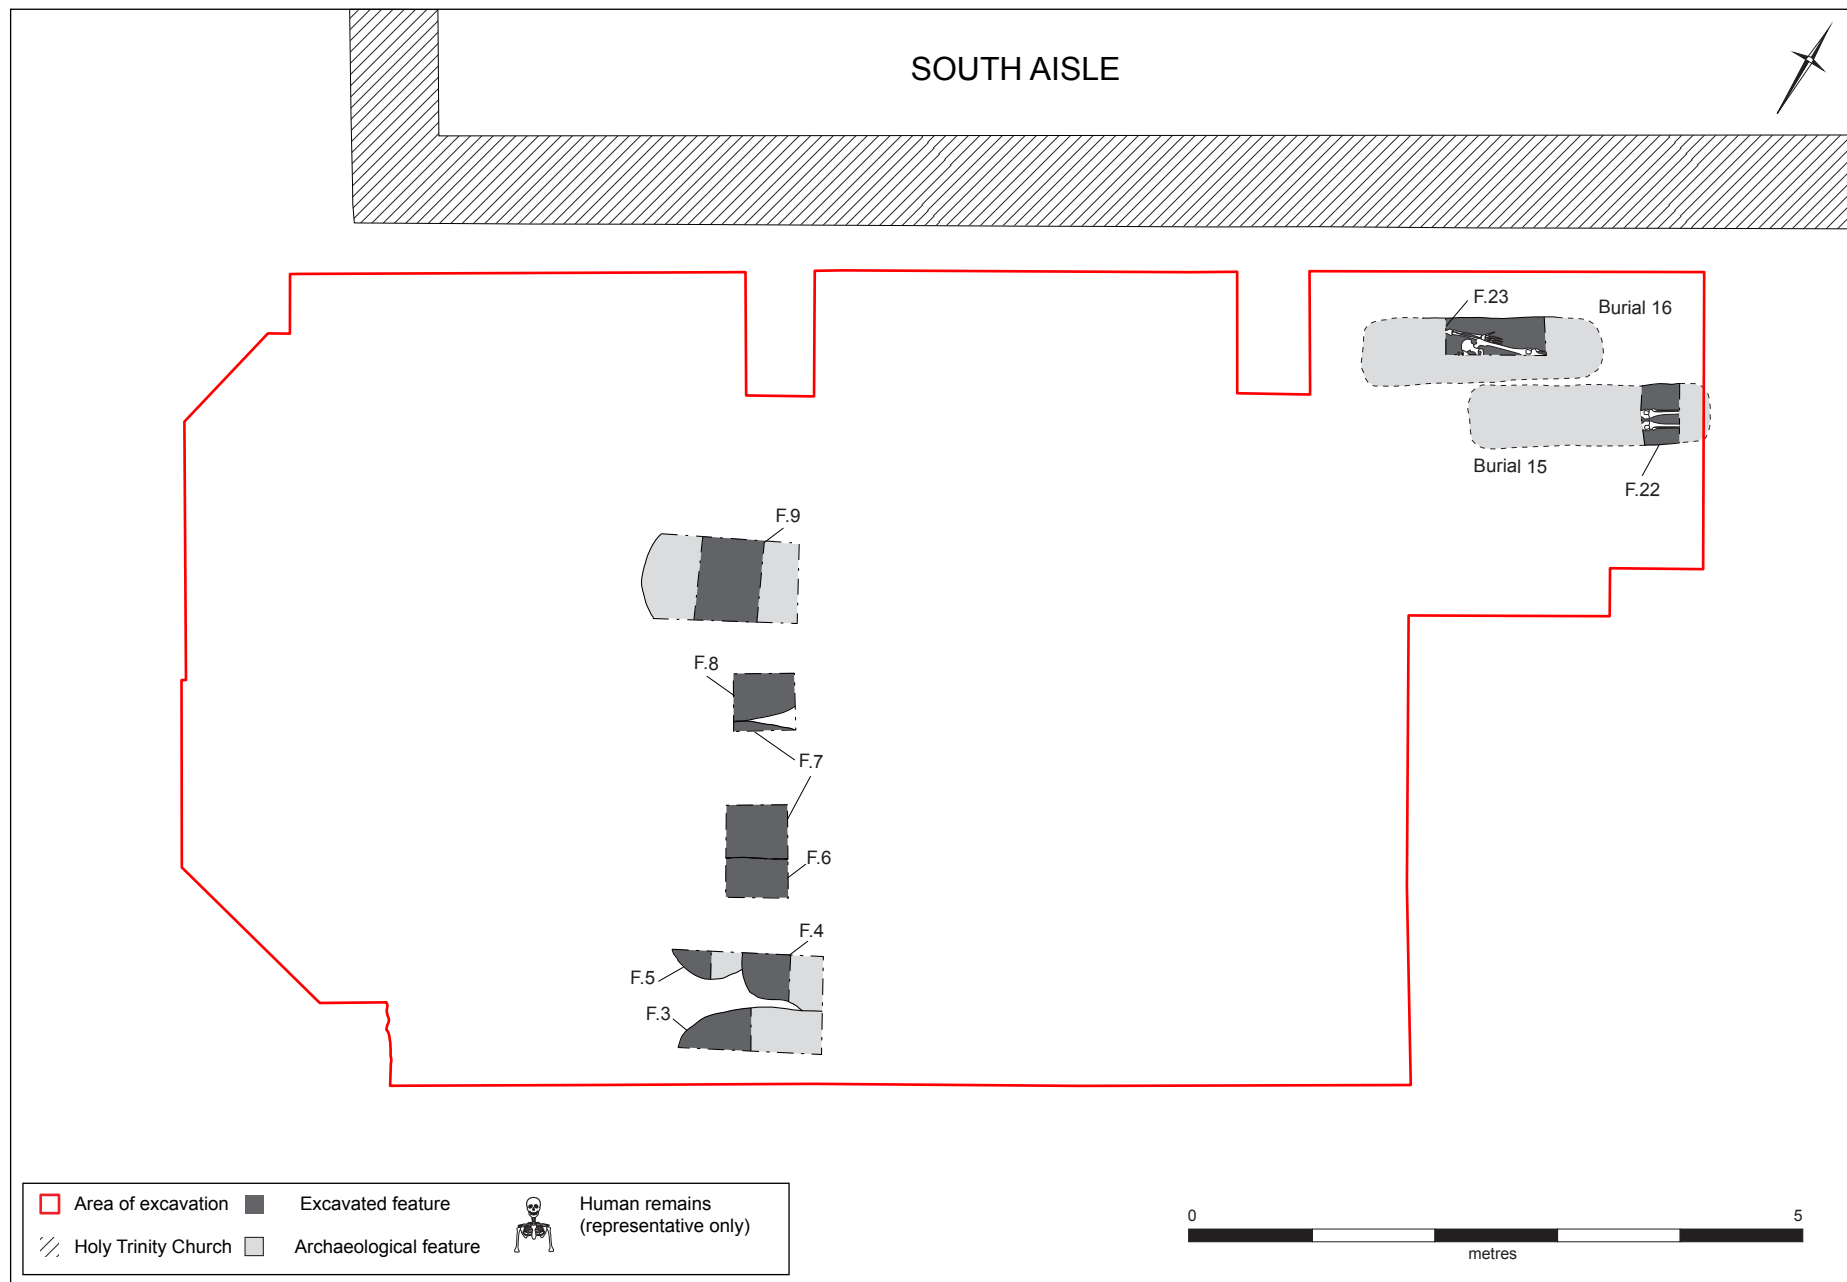 SOUTH AISLE
F.23
Burial 16
Burial 15
F.22
F.9
F.8
F.7
F.6
F.4
F.5
F.3
Area of excavation
Excavated feature
Human remains
(representative only)
Holy Trinity Church
Archaeological feature
0
5
metres